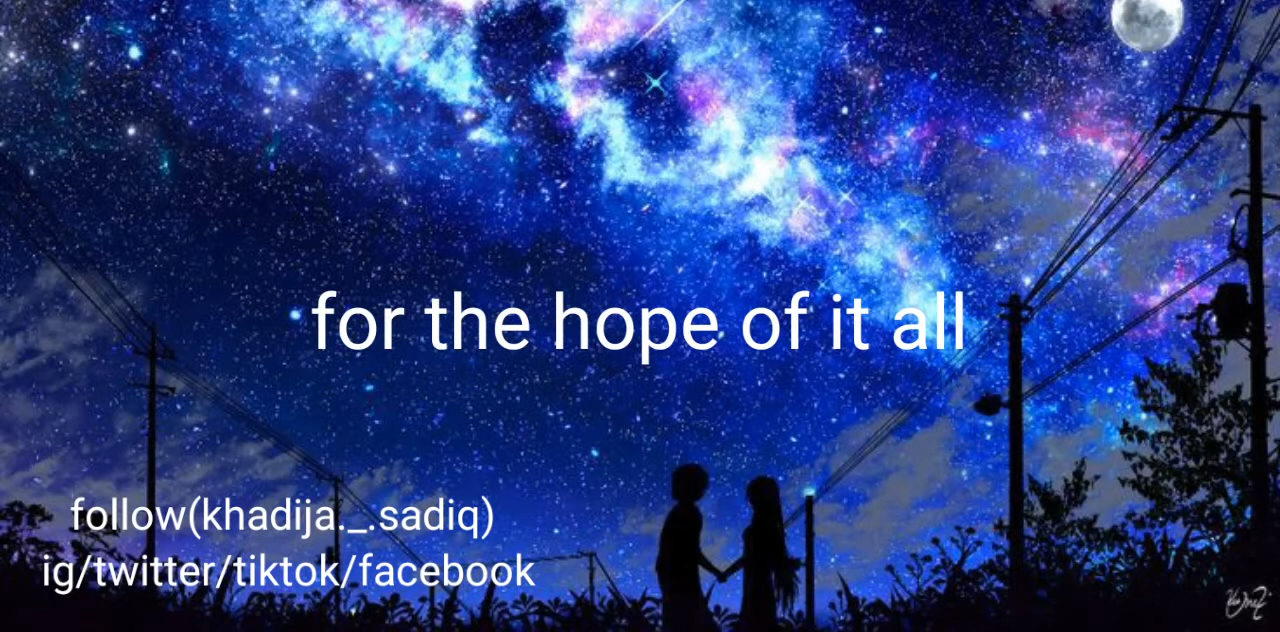 for the hope of it all
follow(khadija._.sadiq)
ig/twitter/tiktok/facebook